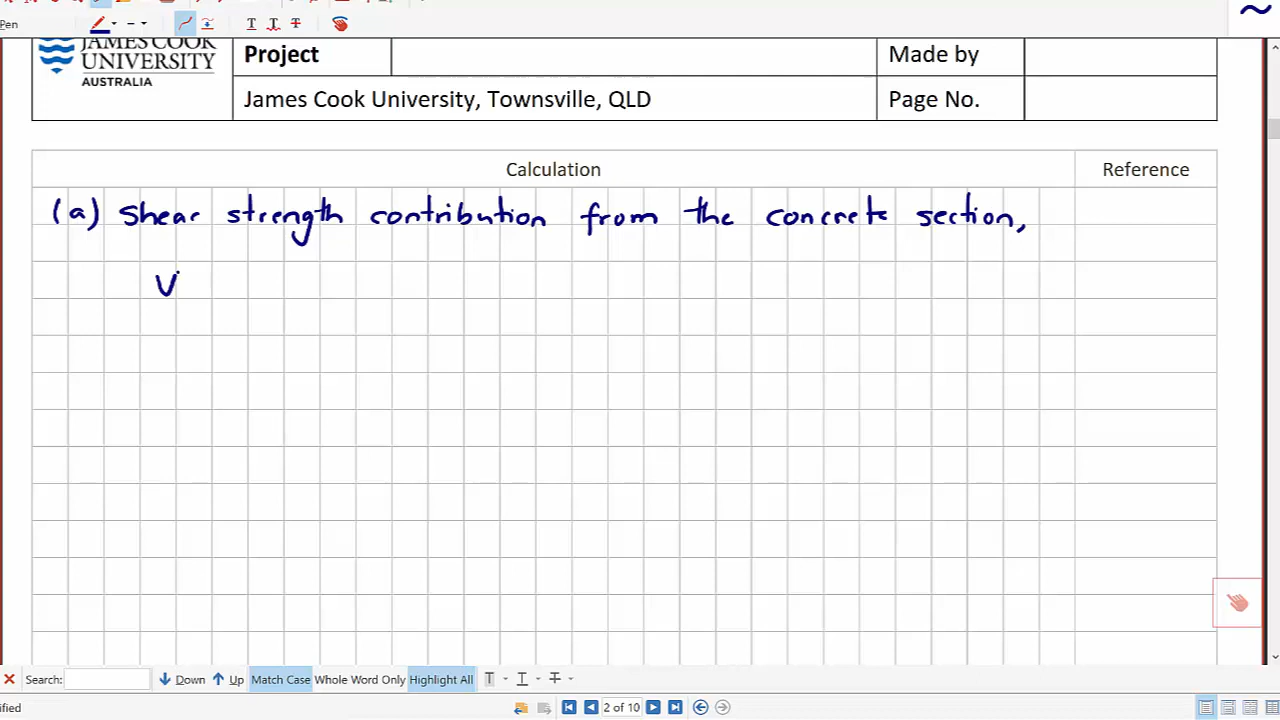 Pen
T T T
JAMES COOK
UNIVERSITY
AUSTRALIA
Project
Made by
James Cook University, Townsville, QLD
Page No.
Calculation
Reference
(a) Shear strength contribution from the concrete section,
V
Search:
Down
Up
Match Case
Whole Word Only
Highlight All
T T T
ified
2 of 10